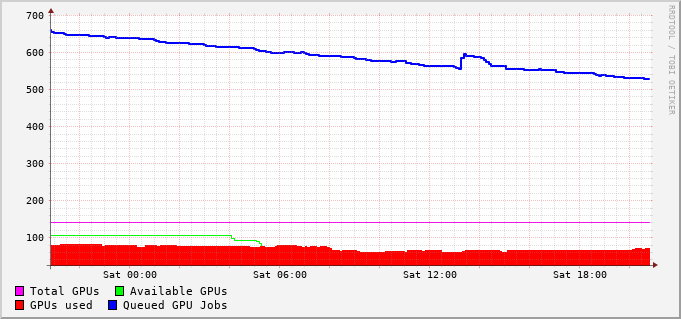 700
600
500
400
300
200
100
Sat 00:00 Sat 06:00 Sat 12:00 Sat 18:00
Total GPUs Available GPUs
GPUs used Queued GPU Jobs
RRDTOOL / TOBI OETIKER